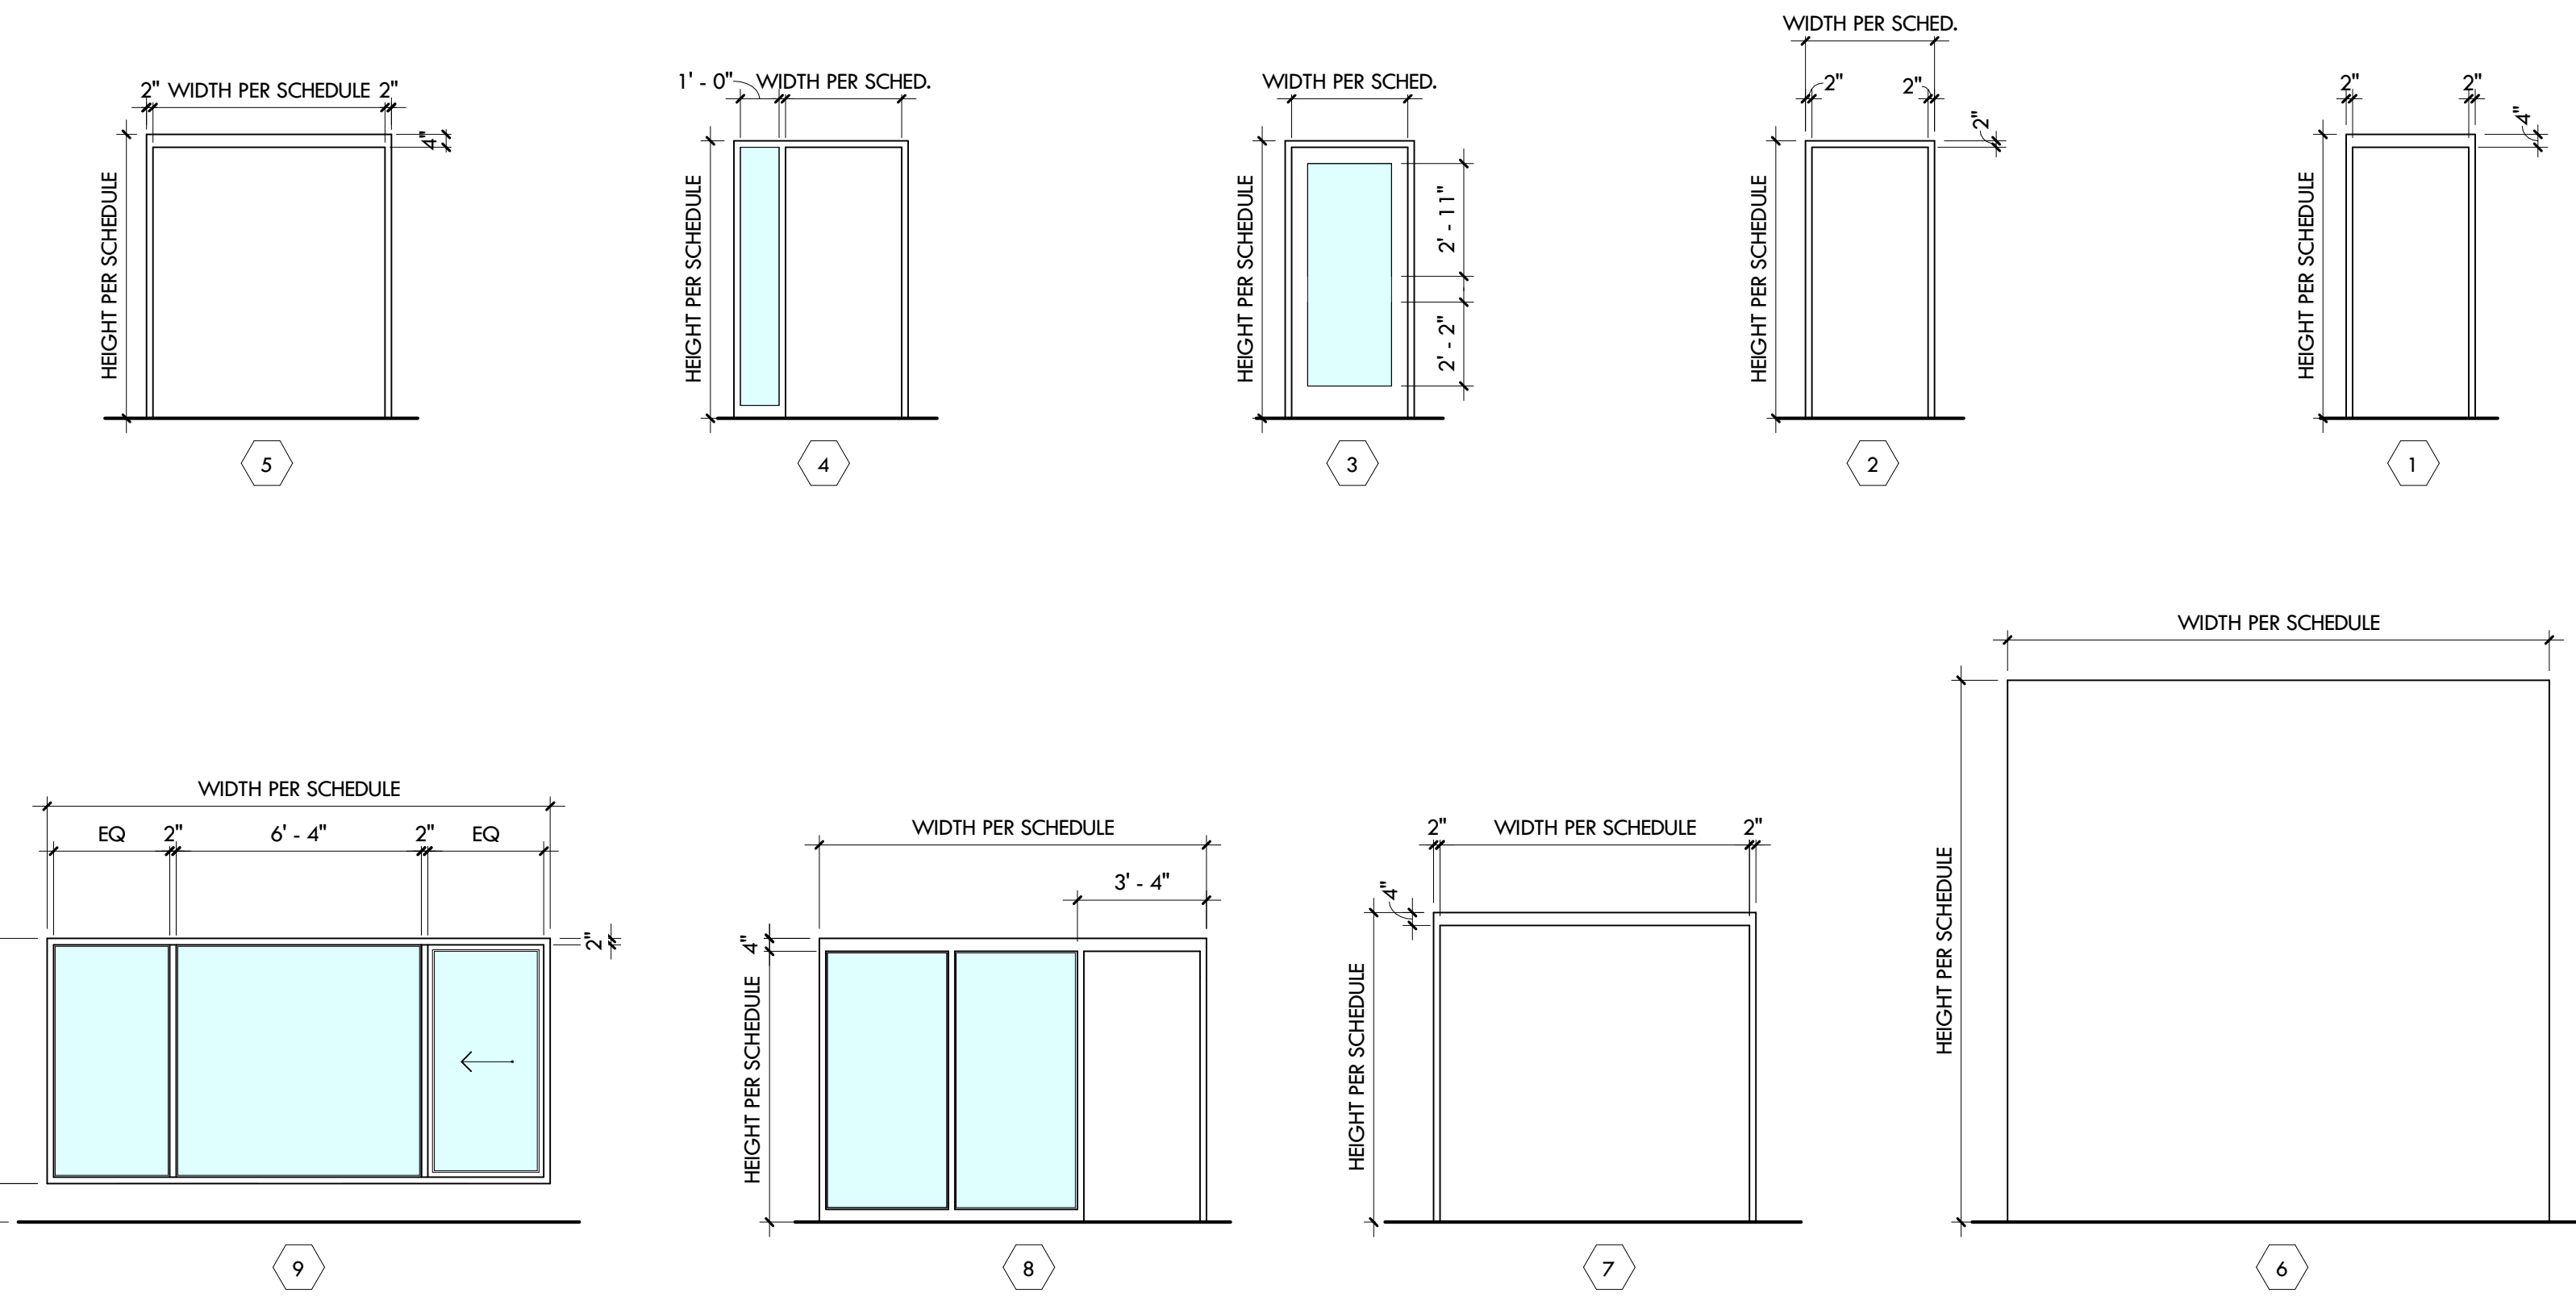 WIDTH PER SCHED.
2" WIDTH PER SCHEDULE 2"
4"
HEIGHT PER SCHEDULE
5
1' - 0" WIDTH PER SCHED.
HEIGHT PER SCHEDULE
4
WIDTH PER SCHED.
HEIGHT PER SCHEDULE
2' - 11"
2' - 2"
3
2" 2"
2"
HEIGHT PER SCHEDULE
2
2" 2"
4"
HEIGHT PER SCHEDULE
1
WIDTH PER SCHEDULE
EQ 2" 6' - 4" 2" EQ
2"
9
WIDTH PER SCHEDULE
3' - 4"
4"
HEIGHT PER SCHEDULE
8
2" WIDTH PER SCHEDULE 2"
4"
HEIGHT PER SCHEDULE
7
WIDTH PER SCHEDULE
HEIGHT PER SCHEDULE
6